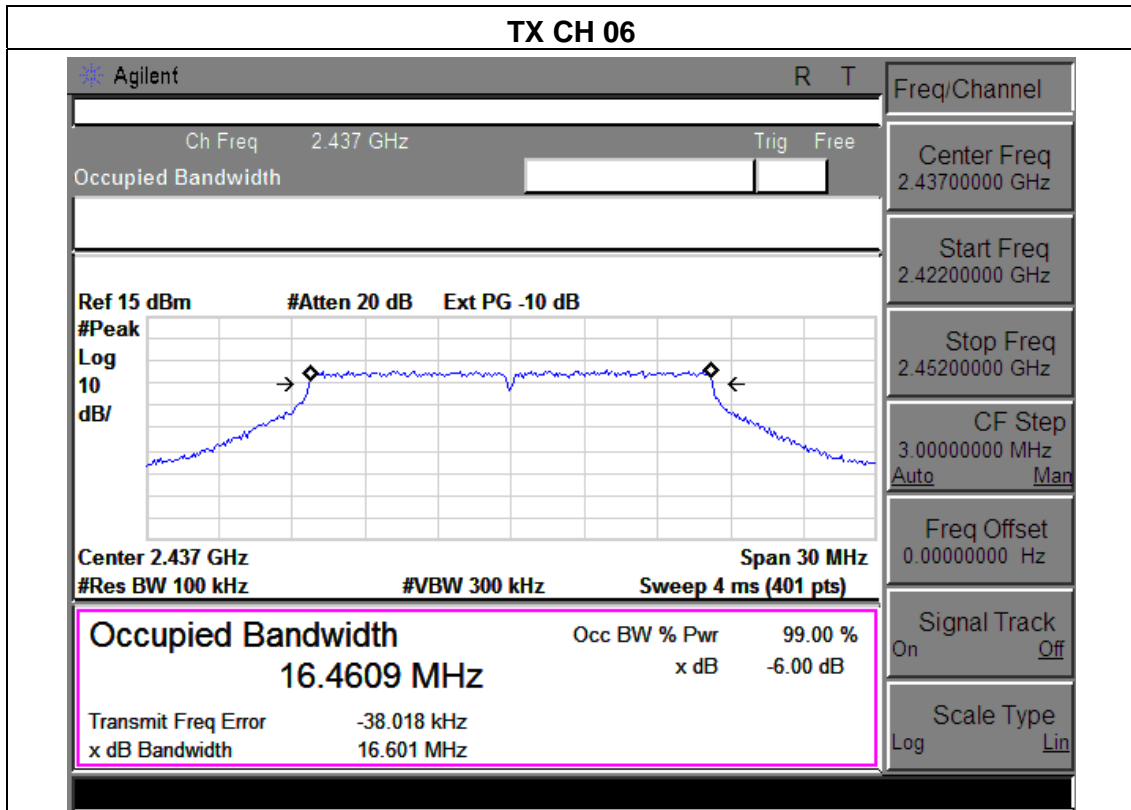 TX CH 06
Agilent R T
Freq/Channel
Ch Freq 2.437 GHz Trig Free
Occupied Bandwidth
Center Freq
2.43700000 GHz
Start Freq
2.42200000 GHz
Ref 15 dBm #Atten 20 dB Ext PG -10 dB
#Peak
Log
10
dB/
Stop Freq
2.45200000 GHz
CF Step
3.00000000 MHz
Auto Man
Center 2.437 GHz Span 30 MHz
#Res BW 100 kHz #VBW 300 kHz Sweep 4 ms (401 pts)
Freq Offset
0.00000000 Hz
Occupied Bandwidth
16.4609 MHz
Occ BW % Pwr 99.00 %
x dB -6.00 dB
Transmit Freq Error -38.018 kHz
x dB Bandwidth 16.601 MHz
Signal Track
On Off
Scale Type
Log Lin